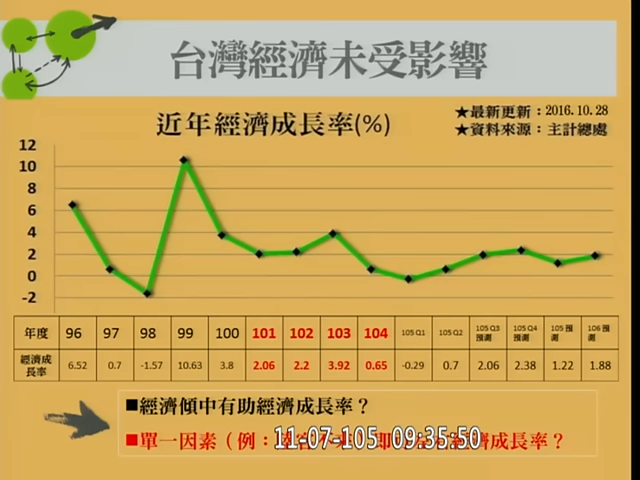 台灣經濟未受影響
近年經濟成長率(%)
★最新更新：2016.10.28
★資料來源：主計總處
12
10
8
6
4
2
0
-2
年度 96 97 98 99 100 101 102 103 104 105 Q1 105 Q2 105 Q3 預測 105 Q4 預測 105 預測 106 預測
經濟成長率 6.52 0.7 -1.57 10.63 3.8 2.06 2.2 3.92 0.65 -0.29 0.7 2.06 2.38 1.22 1.88
■經濟傾中有助經濟成長率？
■單一因素（例：即經濟成長率？
11-07-105 09:35:50